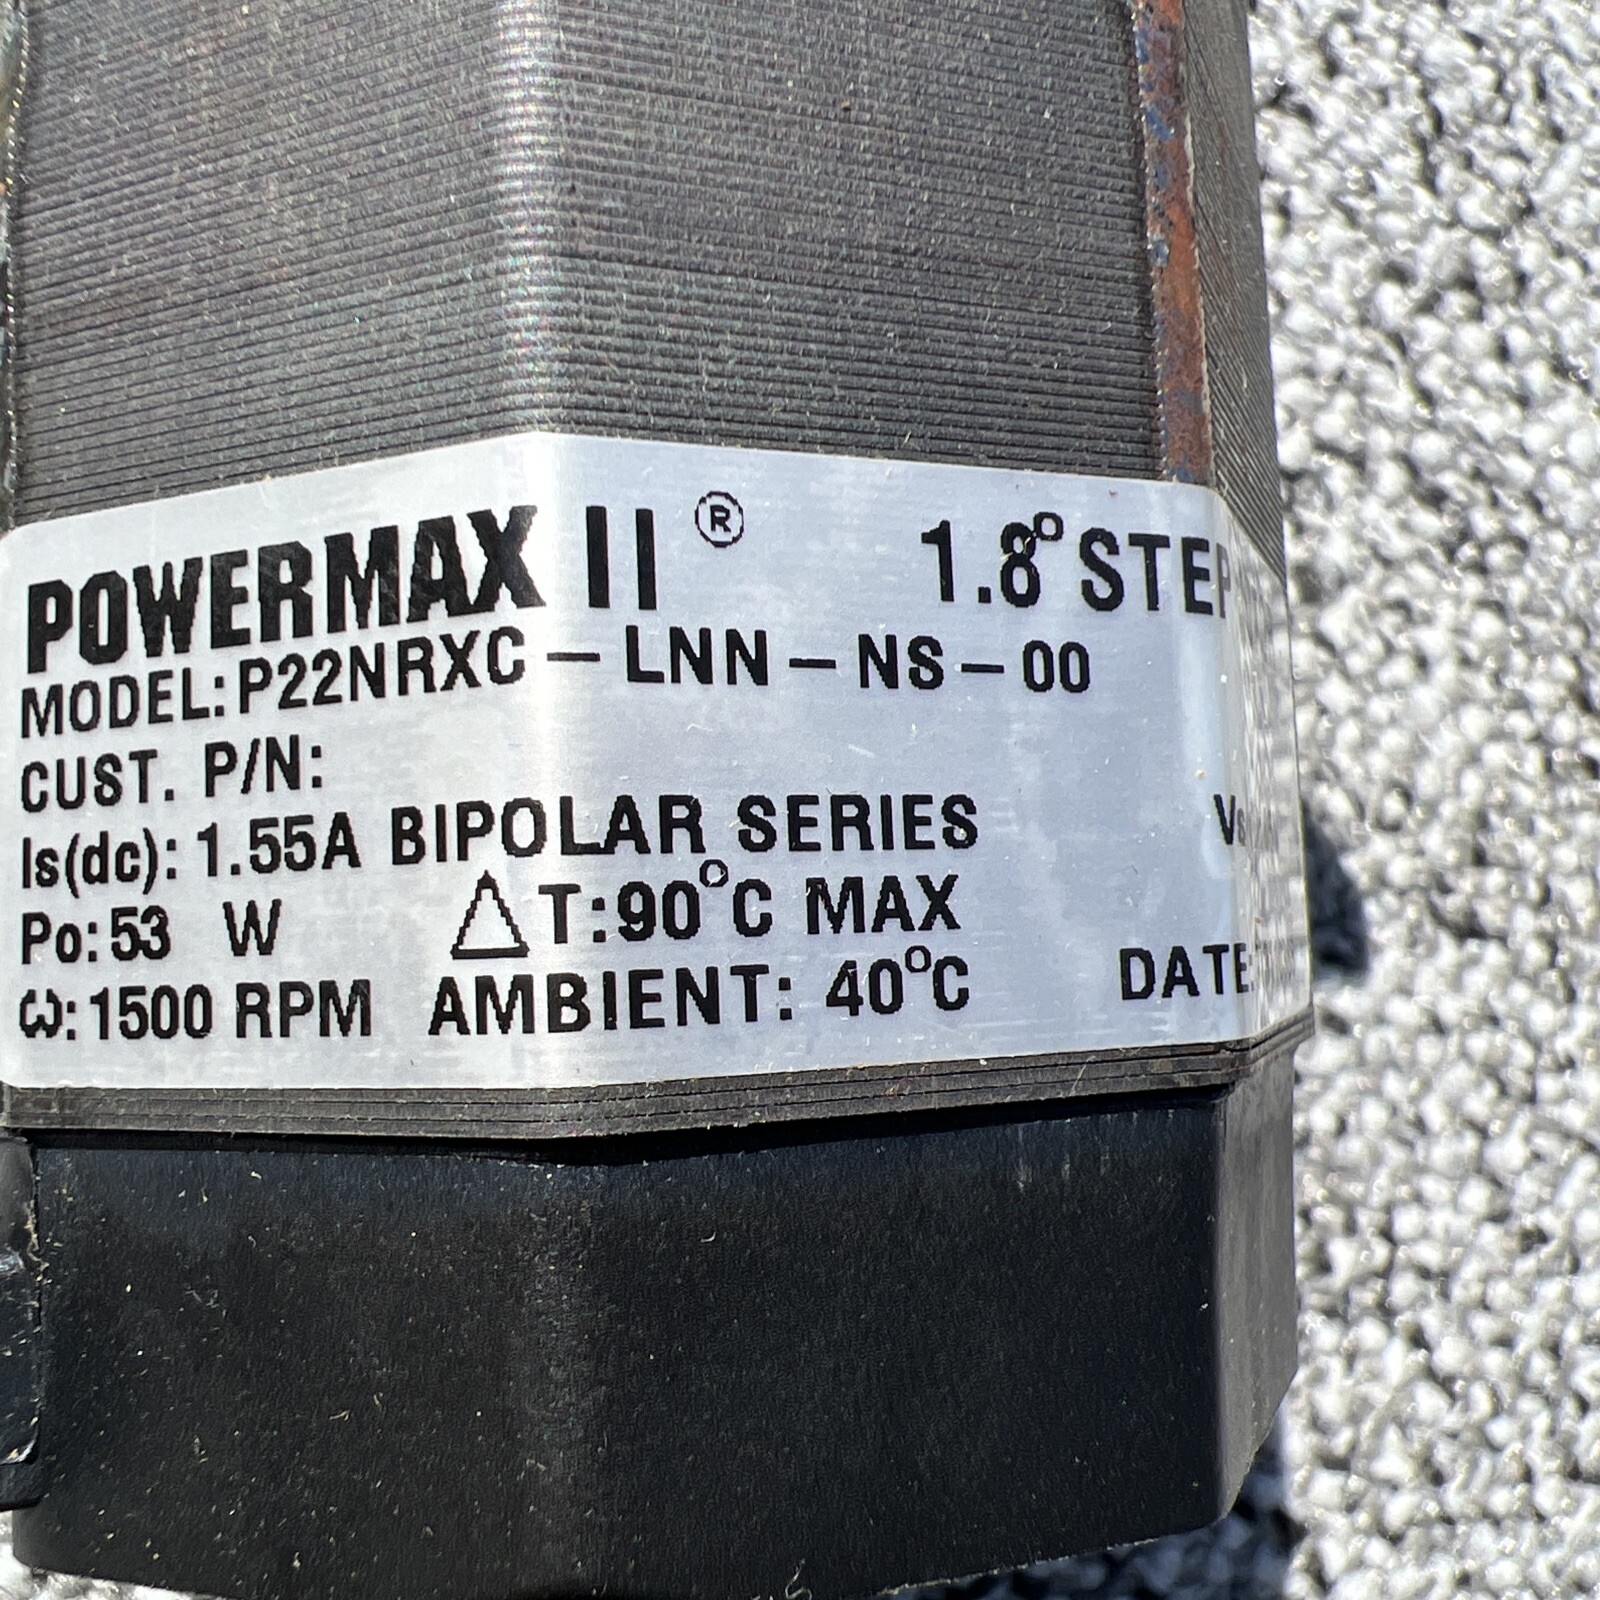 POWERMAX II ® 1.8° STEP
MODEL: P22NRXC - LNN - NS - 00
CUST. P/N:
Is(dc): 1.55A BIPOLAR SERIES
Po: 53 W ΔT: 90°C MAX
ω: 1500 RPM AMBIENT: 40°C DATE: